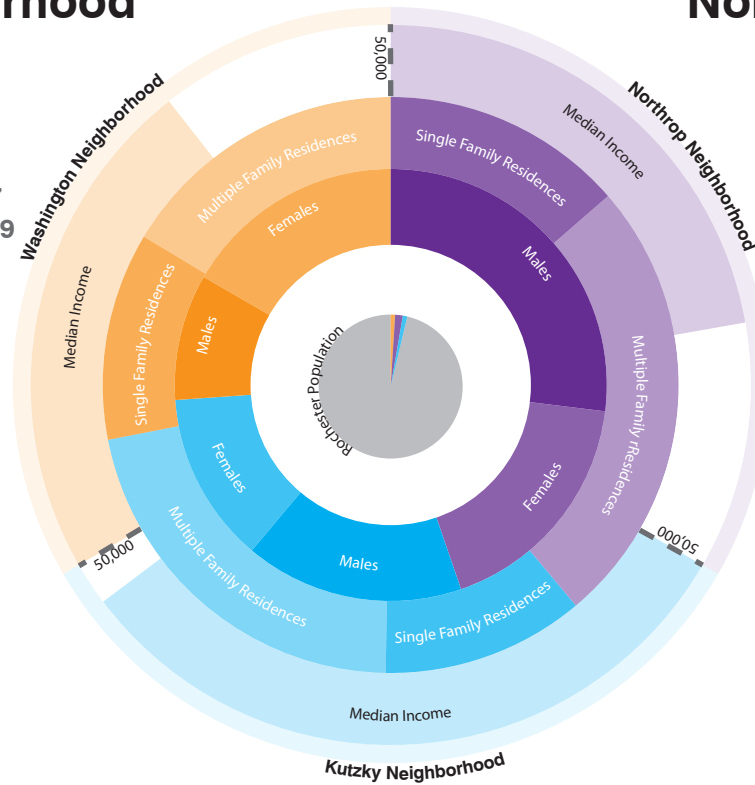 rhood
Nor
9
50,000
Washington Neighborhood
Median Income
Multiple Family Residences
Females
Single Family Residences
Males
Northrop Neighborhood
Median Income
Single Family Residences
Males
Multiple Family rResidences
Females
50,000
Rochester Population
50,000
Females
Multiple Family Residences
Males
Single Family Residences
Median Income
Kutzky Neighborhood